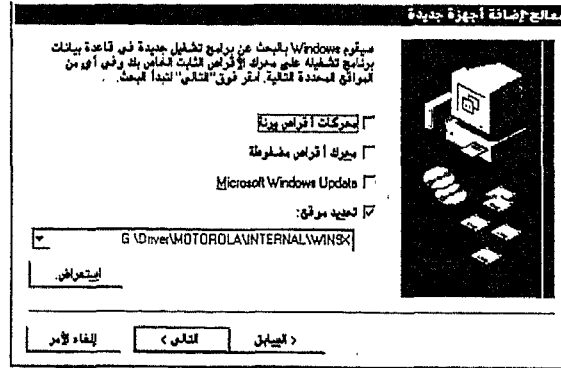 معالج إضافة أجهزة جديدة
سيقوم Windows بالبحث عن برامج تشغيل جديدة في قاعدة بيانات
برنامج تشغيله على محرك الأقراص الثابت الخاص بك وفي أي من
المواقع المحددة التالية. انقر فوق "التالي" لتبدأ البحث.
محركات أقراص مرنة
محرك أقراص مضغوطة
Microsoft Windows Update
تحديد موقع:
G:\Driver\MOTOROLA\INTERNAL\WIN9X
استعراض.
< السابق
التالي >
إلغاء الأمر